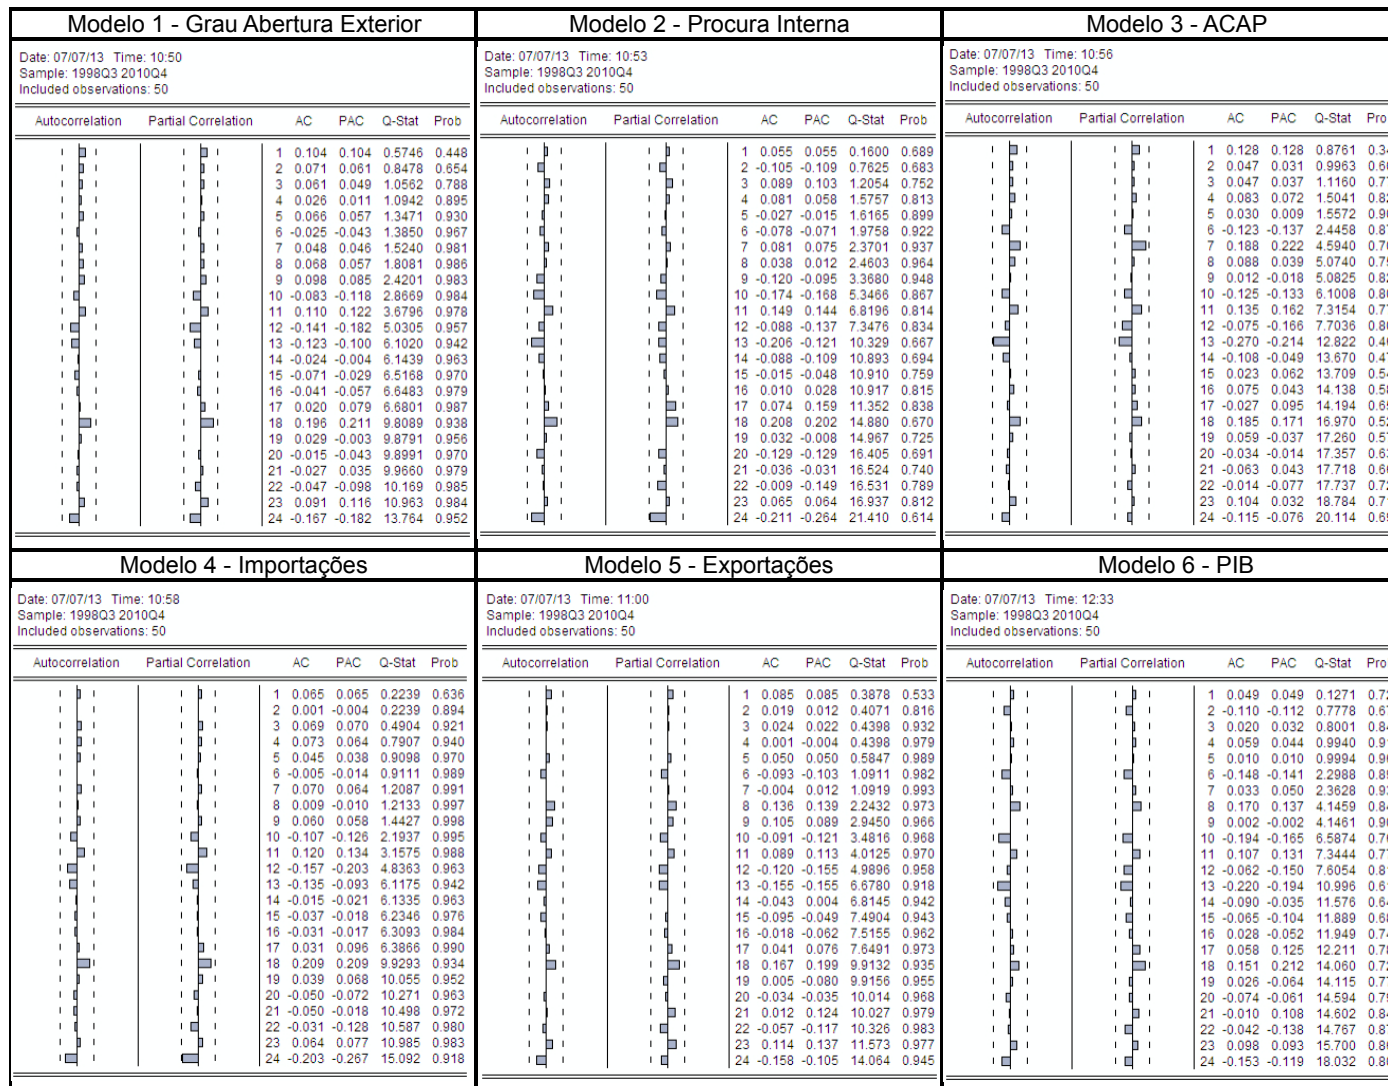 Modelo 1 - Grau Abertura Exterior
Date: 07/07/13 Time: 10:50
Sample: 1998Q3 2010Q4
Included observations: 50
Autocorrelation Partial Correlation AC PAC Q-Stat Prob
1 0.104 0.104 0.5746 0.448
2 0.071 0.061 0.8478 0.654
3 0.061 0.049 1.0562 0.788
4 0.026 0.011 1.0942 0.895
5 0.066 0.057 1.3471 0.930
6 -0.025 -0.043 1.3850 0.967
7 0.048 0.046 1.5240 0.981
8 0.068 0.057 1.8081 0.986
9 0.098 0.085 2.4201 0.983
10 -0.083 -0.118 2.8669 0.984
11 0.110 0.122 3.6796 0.978
12 -0.141 -0.182 5.0305 0.957
13 -0.123 -0.100 6.1020 0.942
14 -0.024 -0.004 6.1439 0.963
15 -0.071 -0.029 6.5168 0.970
16 -0.041 -0.057 6.6483 0.979
17 0.020 0.079 6.6801 0.987
18 0.196 0.211 9.8089 0.938
19 0.029 -0.003 9.8791 0.956
20 -0.015 -0.043 9.8991 0.970
21 -0.027 0.035 9.9660 0.979
22 -0.047 -0.098 10.169 0.985
23 0.091 0.116 10.963 0.984
24 -0.167 -0.182 13.764 0.952
Modelo 2 - Procura Interna
Date: 07/07/13 Time: 10:53
Sample: 1998Q3 2010Q4
Included observations: 50
Autocorrelation Partial Correlation AC PAC Q-Stat Prob
1 0.055 0.055 0.1600 0.689
2 -0.105 -0.109 0.7625 0.683
3 0.089 0.103 1.2054 0.752
4 0.081 0.058 1.5757 0.813
5 -0.027 -0.015 1.6165 0.899
6 -0.078 -0.071 1.9758 0.922
7 0.081 0.075 2.3701 0.937
8 0.038 0.012 2.4603 0.964
9 -0.120 -0.095 3.3680 0.948
10 -0.174 -0.168 5.3466 0.867
11 0.149 0.144 6.8196 0.814
12 -0.088 -0.137 7.3476 0.834
13 -0.206 -0.121 10.329 0.667
14 -0.088 -0.109 10.893 0.694
15 -0.015 -0.048 10.910 0.759
16 0.010 0.028 10.917 0.815
17 0.074 0.159 11.352 0.838
18 0.208 0.202 14.880 0.670
19 0.032 -0.008 14.967 0.725
20 -0.129 -0.129 16.405 0.691
21 -0.036 -0.031 16.524 0.740
22 -0.009 -0.149 16.531 0.789
23 0.065 0.064 16.937 0.812
24 -0.211 -0.264 21.410 0.614
Modelo 3 - ACAP
Date: 07/07/13 Time: 10:56
Sample: 1998Q3 2010Q4
Included observations: 50
Autocorrelation Partial Correlation AC PAC Q-Stat
1 0.128 0.128 0.8761
2 0.047 0.031 0.9963
3 0.047 0.037 1.1160
4 0.083 0.072 1.5041
5 0.030 0.009 1.5572
6 -0.123 -0.137 2.4458
7 0.188 0.222 4.5940
8 0.088 0.039 5.0740
9 0.012 -0.018 5.0825
10 -0.125 -0.133 6.1008
11 0.135 0.162 7.3154
12 -0.075 -0.166 7.7036
13 -0.270 -0.214 12.822
14 -0.108 -0.049 13.670
15 0.023 0.062 13.709
16 0.075 0.043 14.138
17 -0.027 0.095 14.194
18 0.185 0.171 16.970
19 0.059 -0.037 17.260
20 -0.034 -0.014 17.357
21 -0.063 0.043 17.718
22 -0.014 -0.077 17.737
23 0.104 0.032 18.784
24 -0.115 -0.076 20.114
Modelo 4 - Importações
Date: 07/07/13 Time: 10:58
Sample: 1998Q3 2010Q4
Included observations: 50
Autocorrelation Partial Correlation AC PAC Q-Stat Prob
1 0.065 0.065 0.2239 0.636
2 0.001 -0.004 0.2239 0.894
3 0.069 0.070 0.4904 0.921
4 0.073 0.064 0.7907 0.940
5 0.045 0.038 0.9098 0.970
6 -0.005 -0.014 0.9111 0.989
7 0.070 0.064 1.2087 0.991
8 0.009 -0.010 1.2133 0.997
9 0.060 0.058 1.4427 0.998
10 -0.107 -0.126 2.1937 0.995
11 0.120 0.134 3.1575 0.988
12 -0.157 -0.203 4.8363 0.963
13 -0.135 -0.093 6.1175 0.942
14 -0.015 -0.021 6.1335 0.963
15 -0.037 -0.018 6.2346 0.976
16 -0.031 -0.017 6.3093 0.984
17 0.031 0.096 6.3866 0.990
18 0.209 0.209 9.9293 0.934
19 0.039 0.068 10.055 0.952
20 -0.050 -0.072 10.271 0.963
21 -0.050 -0.018 10.498 0.972
22 -0.031 -0.128 10.587 0.980
23 0.064 0.077 10.985 0.983
24 -0.203 -0.267 15.092 0.918
Modelo 5 - Exportações
Date: 07/07/13 Time: 11:00
Sample: 1998Q3 2010Q4
Included observations: 50
Autocorrelation Partial Correlation AC PAC Q-Stat Prob
1 0.085 0.085 0.3878 0.533
2 0.019 0.012 0.4071 0.816
3 0.024 0.022 0.4398 0.932
4 0.001 -0.004 0.4398 0.979
5 0.050 0.050 0.5847 0.989
6 -0.093 -0.103 1.0911 0.982
7 -0.004 0.012 1.0919 0.993
8 0.136 0.139 2.2432 0.973
9 0.105 0.089 2.9450 0.966
10 -0.091 -0.121 3.4816 0.968
11 0.089 0.113 4.0125 0.970
12 -0.120 -0.155 4.9896 0.958
13 -0.155 -0.155 6.6780 0.918
14 -0.043 0.004 6.8145 0.942
15 -0.095 -0.049 7.4904 0.943
16 -0.018 -0.062 7.5155 0.962
17 0.041 0.076 7.6491 0.973
18 0.167 0.199 9.9132 0.935
19 0.005 -0.080 9.9156 0.955
20 -0.034 -0.035 10.014 0.968
21 0.012 0.124 10.027 0.979
22 -0.057 -0.117 10.326 0.983
23 0.114 0.137 11.573 0.977
24 -0.158 -0.105 14.064 0.945
Modelo 6 - PIB
Date: 07/07/13 Time: 12:33
Sample: 1998Q3 2010Q4
Included observations: 50
Autocorrelation Partial Correlation AC PAC Q-Stat
1 0.049 0.049 0.1271
2 -0.110 -0.112 0.7778
3 0.020 0.032 0.8001
4 0.059 0.044 0.9940
5 0.010 0.010 0.9994
6 -0.148 -0.141 2.2988
7 0.033 0.050 2.3628
8 0.170 0.137 4.1459
9 0.002 -0.002 4.1461
10 -0.194 -0.165 6.5874
11 0.107 0.131 7.3444
12 -0.062 -0.150 7.6054
13 -0.220 -0.194 10.996
14 -0.090 -0.035 11.576
15 -0.065 -0.104 11.889
16 0.028 -0.052 11.949
17 0.058 0.125 12.211
18 0.151 0.212 14.060
19 0.026 -0.064 14.115
20 -0.074 -0.061 14.594
21 -0.010 0.108 14.602
22 -0.042 -0.138 14.767
23 0.098 0.093 15.700
24 -0.153 -0.119 18.032